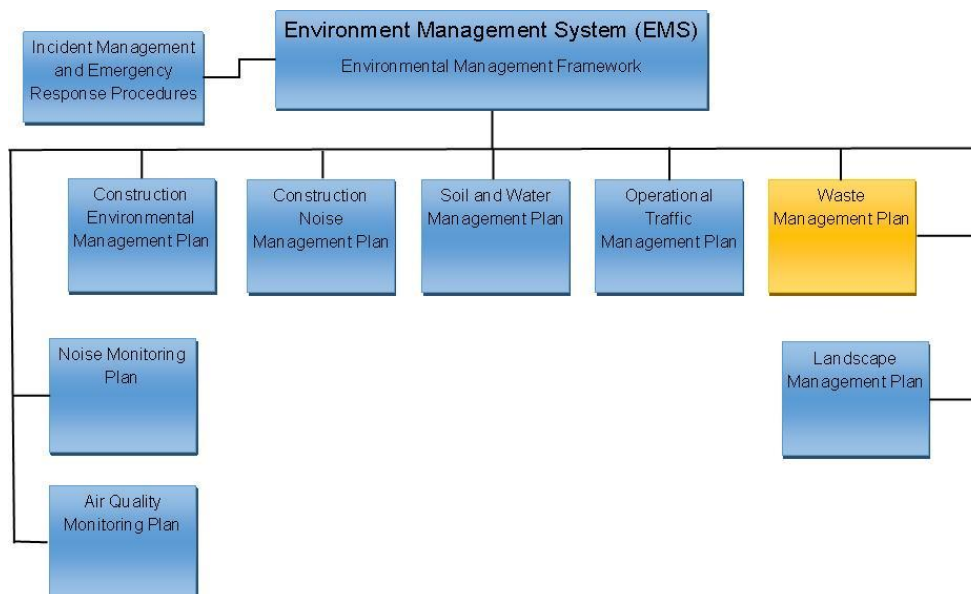 Environment Management System (EMS)
Environmental Management Framework
Incident Management
and Emergency
Response Procedures
Construction
Environmental
Management Plan
Construction
Noise
Management Plan
Soil and Water
Management Plan
Operational
Traffic
Management Plan
Waste
Management Plan
Noise Monitoring
Plan
Landscape
Management Plan
Air Quality
Monitoring Plan